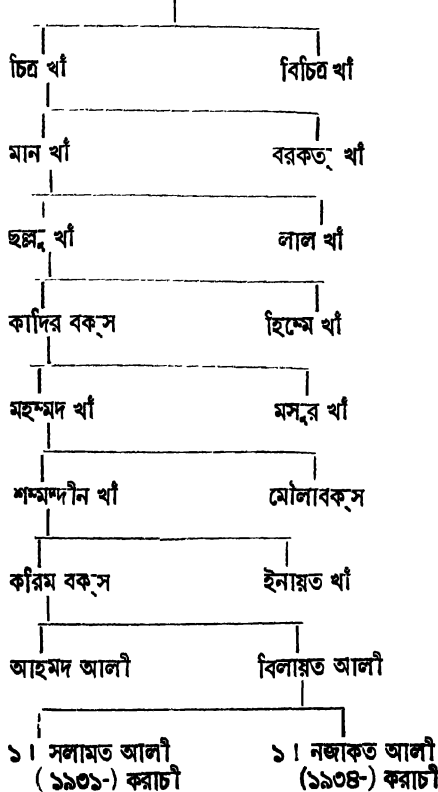 চিত্র খাঁ বিচিত্র খাঁ
মান খাঁ বরকত্ খাঁ
ছল্লু খাঁ লাল খাঁ
কাদির বক্স হিম্মে খাঁ
মহম্মদ খাঁ মসুর খাঁ
শম্মদ্দীন খাঁ মৌলাবক্স
করিম বক্স ইনায়ত খাঁ
আহমদ আলী বিলায়ত আলী
১। সলামত আলী ১। নজাকত আলী
(১৯৩১-) করাচী (১৯৩৪-) করাচী